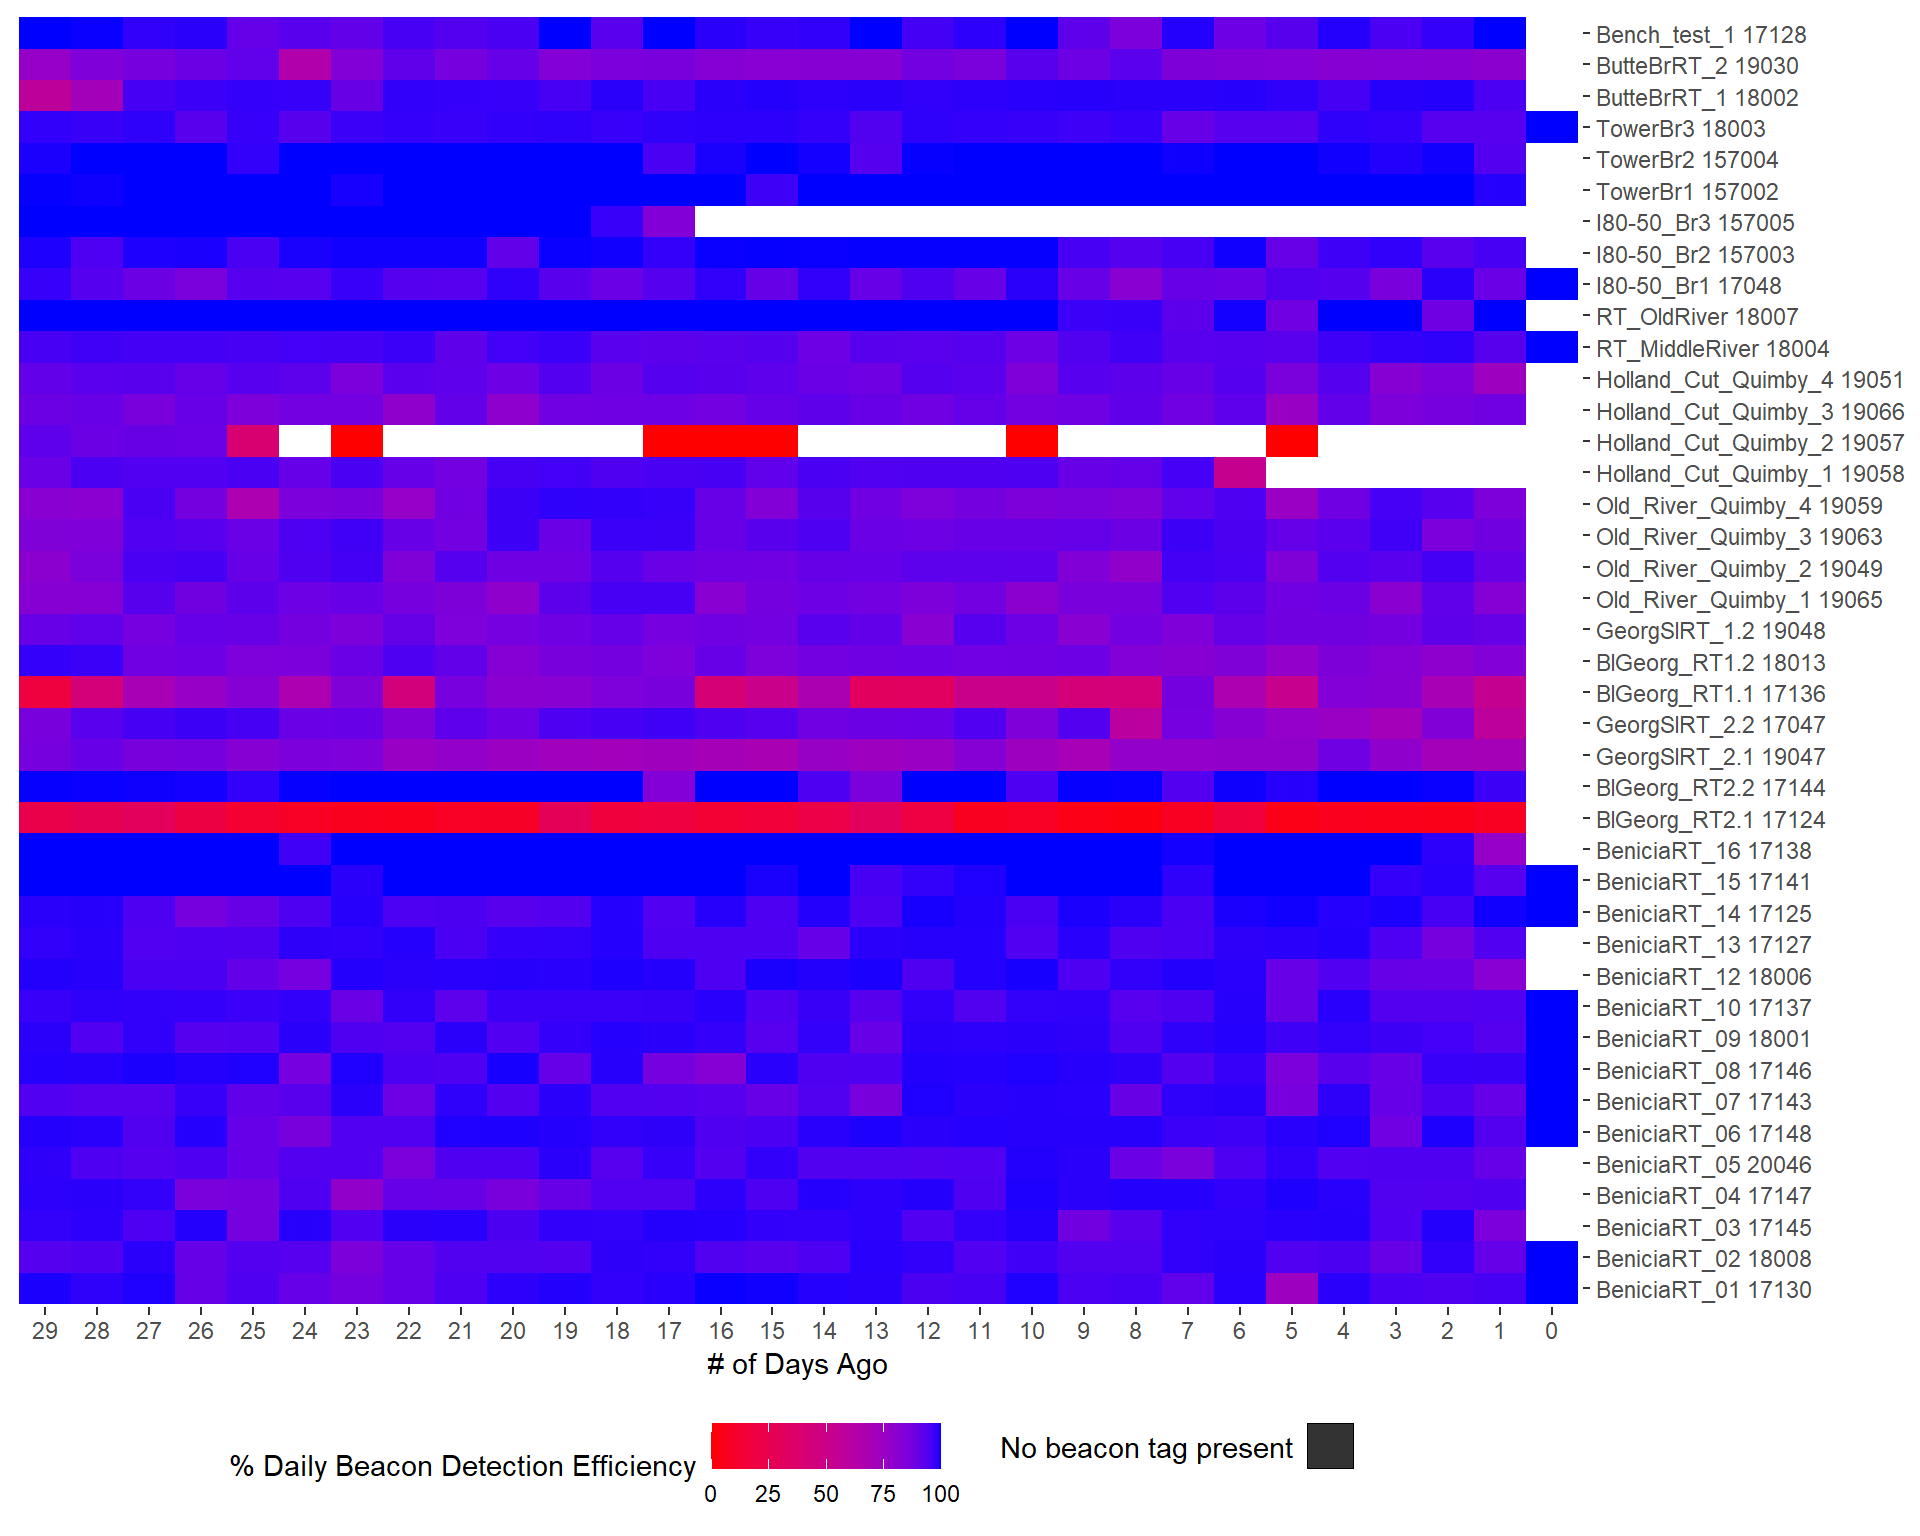 Bench_test_1 17128
ButteBrRT_2 19030
ButteBrRT_1 18002
TowerBr3 18003
TowerBr2 157004
TowerBr1 157002
I80-50_Br3 157005
I80-50_Br2 157003
I80-50_Br1 17048
RT_OldRiver 18007
RT_MiddleRiver 18004
Holland_Cut_Quimby_4 19051
Holland_Cut_Quimby_3 19066
Holland_Cut_Quimby_2 19057
Holland_Cut_Quimby_1 19058
Old_River_Quimby_4 19059
Old_River_Quimby_3 19063
Old_River_Quimby_2 19049
Old_River_Quimby_1 19065
GeorgSlRT_1.2 19048
BlGeorg_RT1.2 18013
BlGeorg_RT1.1 17136
GeorgSlRT_2.2 17047
GeorgSlRT_2.1 19047
BlGeorg_RT2.2 17144
BlGeorg_RT2.1 17124
BeniciaRT_16 17138
BeniciaRT_15 17141
BeniciaRT_14 17125
BeniciaRT_13 17127
BeniciaRT_12 18006
BeniciaRT_10 17137
BeniciaRT_09 18001
BeniciaRT_08 17146
BeniciaRT_07 17143
BeniciaRT_06 17148
BeniciaRT_05 20046
BeniciaRT_04 17147
BeniciaRT_03 17145
BeniciaRT_02 18008
BeniciaRT_01 17130
29 28 27 26 25 24 23 22 21 20 19 18 17 16 15 14 13 12 11 10 9 8 7 6 5 4 3 2 1 0
# of Days Ago
% Daily Beacon Detection Efficiency
0 25 50 75 100
No beacon tag present